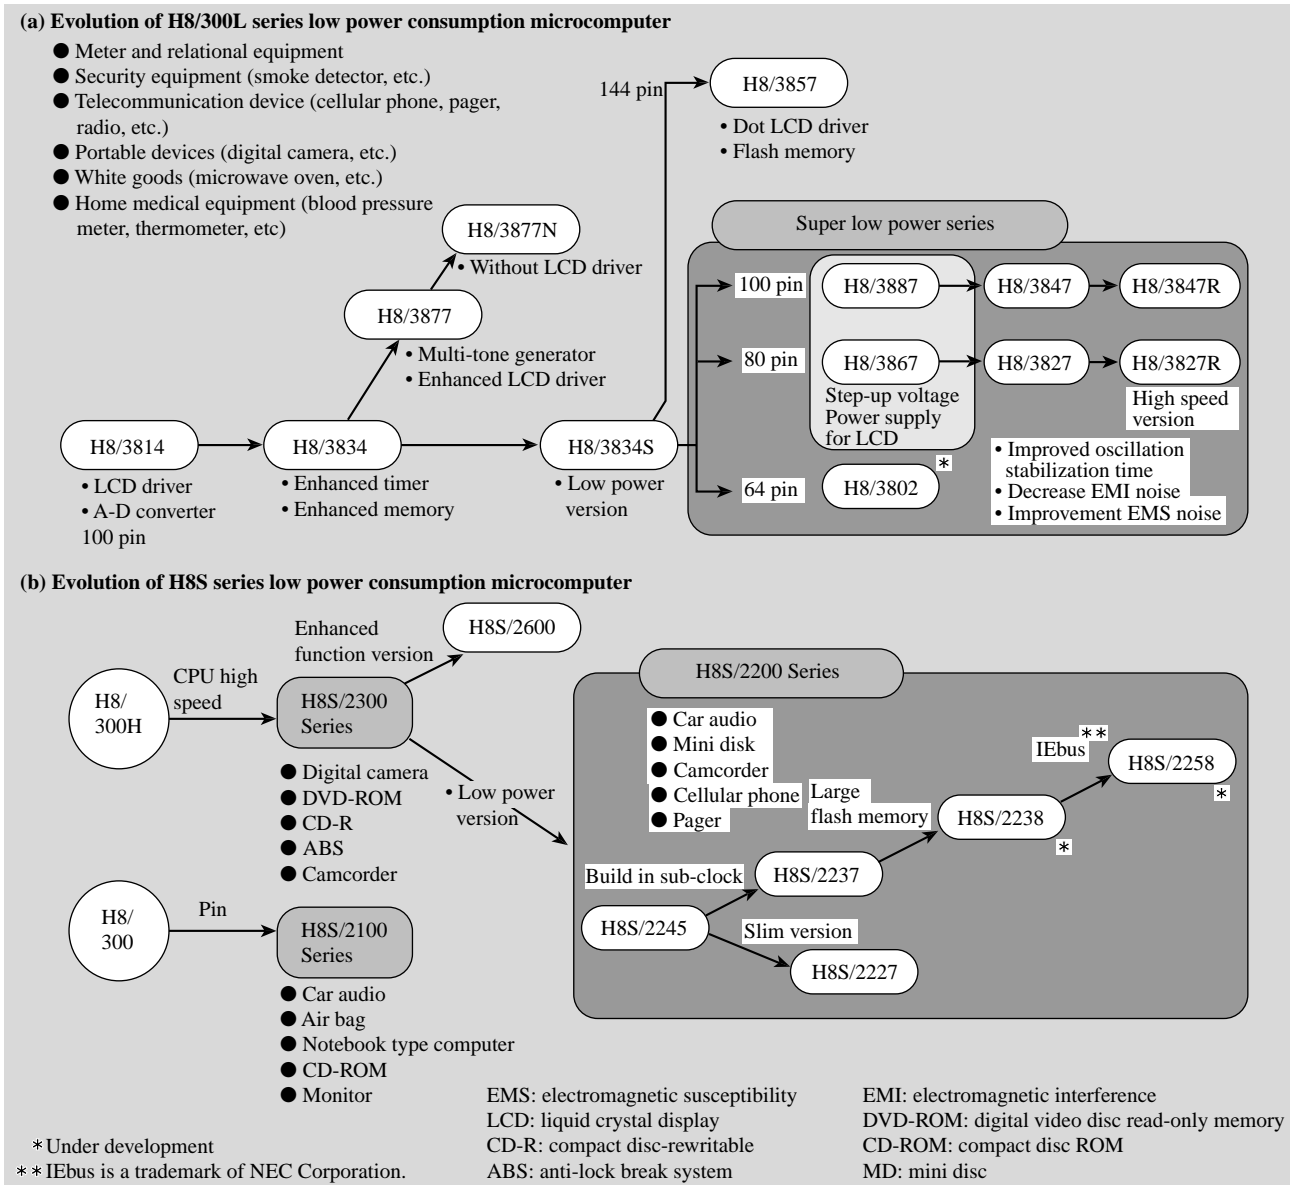 (a) Evolution of H8/300L series low power consumption microcomputer
● Meter and relational equipment
● Security equipment (smoke detector, etc.)
● Telecommunication device (cellular phone, pager,
radio, etc.)
● Portable devices (digital camera, etc.)
● White goods (microwave oven, etc.)
● Home medical equipment (blood pressure
meter, thermometer, etc)
144 pin
H8/3857
• Dot LCD driver
• Flash memory
H8/3877N
• Without LCD driver
H8/3877
• Multi-tone generator
• Enhanced LCD driver
H8/3814
• LCD driver
• A-D converter
100 pin
H8/3834
• Enhanced timer
• Enhanced memory
H8/3834S
• Low power
version
Super low power series
100 pin
H8/3887
H8/3847
H8/3847R
80 pin
H8/3867
H8/3827
H8/3827R
Step-up voltage
Power supply
for LCD
High speed
version
64 pin
H8/3802
*
• Improved oscillation
stabilization time
• Decrease EMI noise
• Improvement EMS noise
(b) Evolution of H8S series low power consumption microcomputer
H8/
300H
CPU high
speed
H8S/2300
Series
Enhanced
function version
H8S/2600
● Digital camera
● DVD-ROM
● CD-R
● ABS
● Camcorder
• Low power
version
H8/
300
Pin
H8S/2100
Series
● Car audio
● Air bag
● Notebook type computer
● CD-ROM
● Monitor
H8S/2200 Series
● Car audio
● Mini disk
● Camcorder
● Cellular phone
● Pager
H8S/2245
Build in sub-clock
H8S/2237
Slim version
H8S/2227
Large
flash memory
H8S/2238
*
IEbus**
H8S/2258
*
EMS: electromagnetic susceptibility
LCD: liquid crystal display
CD-R: compact disc-rewritable
ABS: anti-lock break system
EMI: electromagnetic interference
DVD-ROM: digital video disc read-only memory
CD-ROM: compact disc ROM
MD: mini disc
*Under development
**IEbus is a trademark of NEC Corporation.